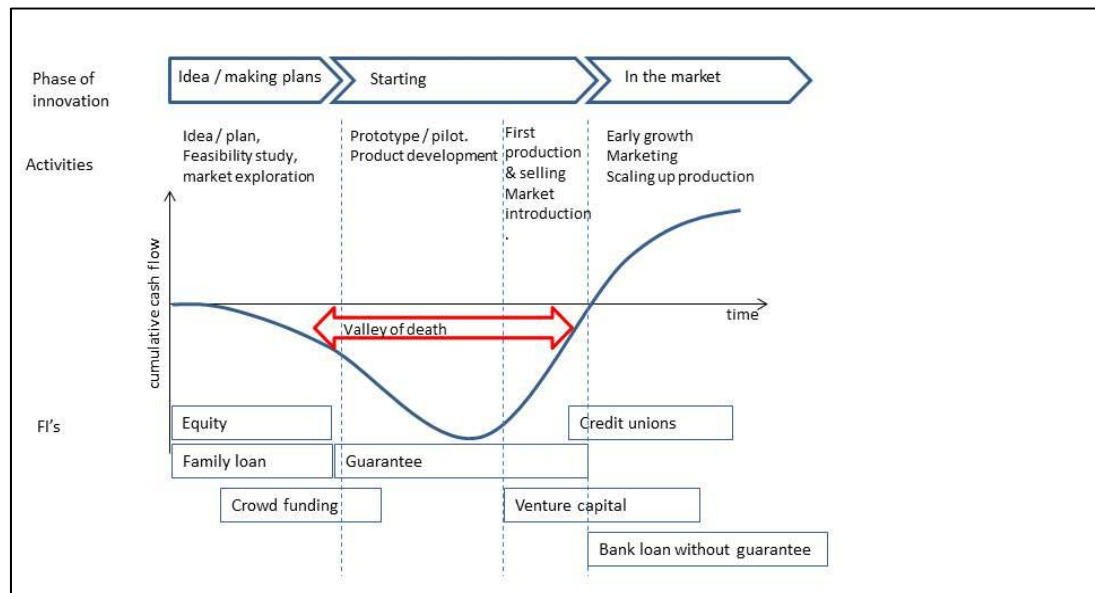 Phase of
innovation
Idea / making plans
Starting
In the market
Activities
Idea / plan,
Feasibility study,
market exploration
Prototype / pilot.
Product development
First
production
& selling
Market
introduction
.
Early growth
Marketing
Scaling up production
cumulative cash flow
time
Valley of death
FI's
Equity
Credit unions
Family loan
Guarantee
Crowd funding
Venture capital
Bank loan without guarantee